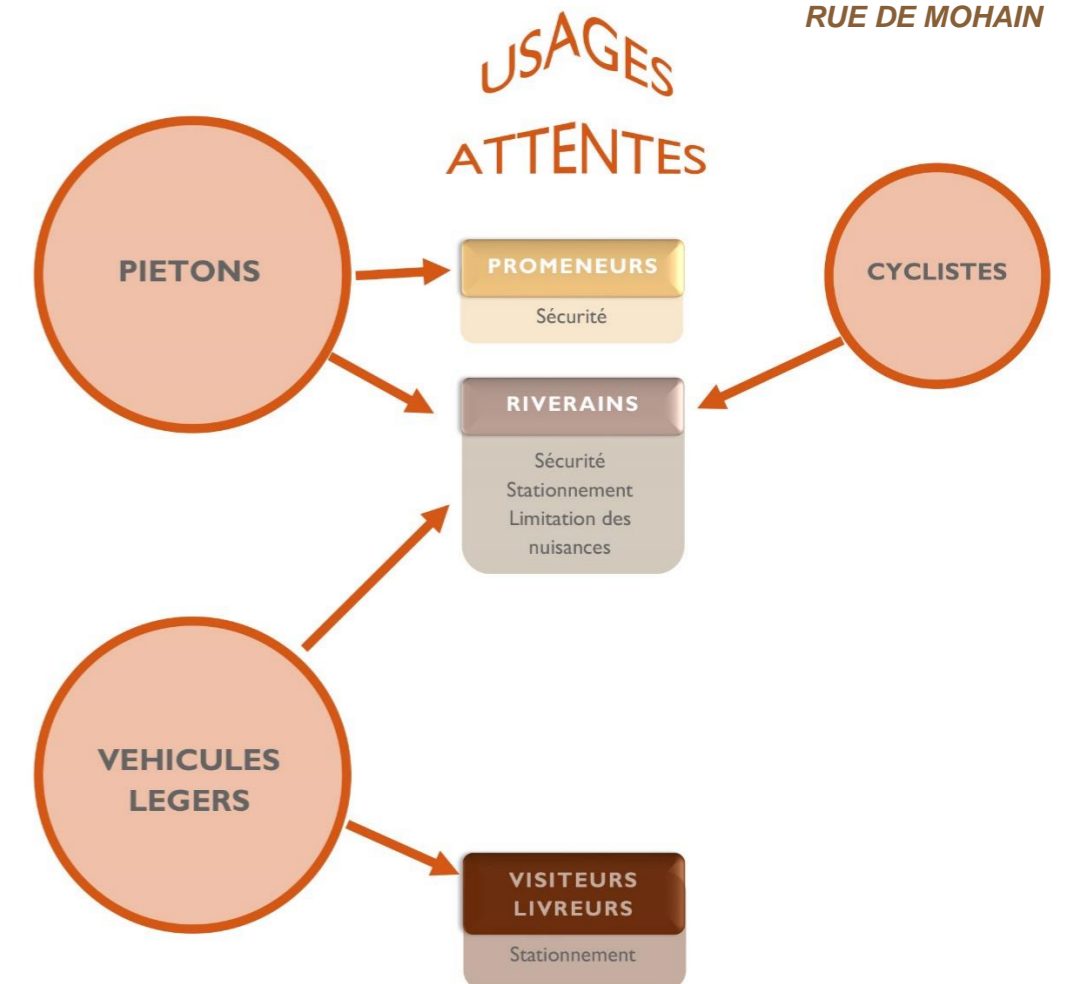 RUE DE MOHAIN
USAGES
ATTENTES
PIETONS
PROMENEURS
Sécurité
CYCLISTES
RIVERAINS
Sécurité
Stationnement
Limitation des
nuisances
VEHICULES
LEGERS
VISITEURS
LIVREURS
Stationnement